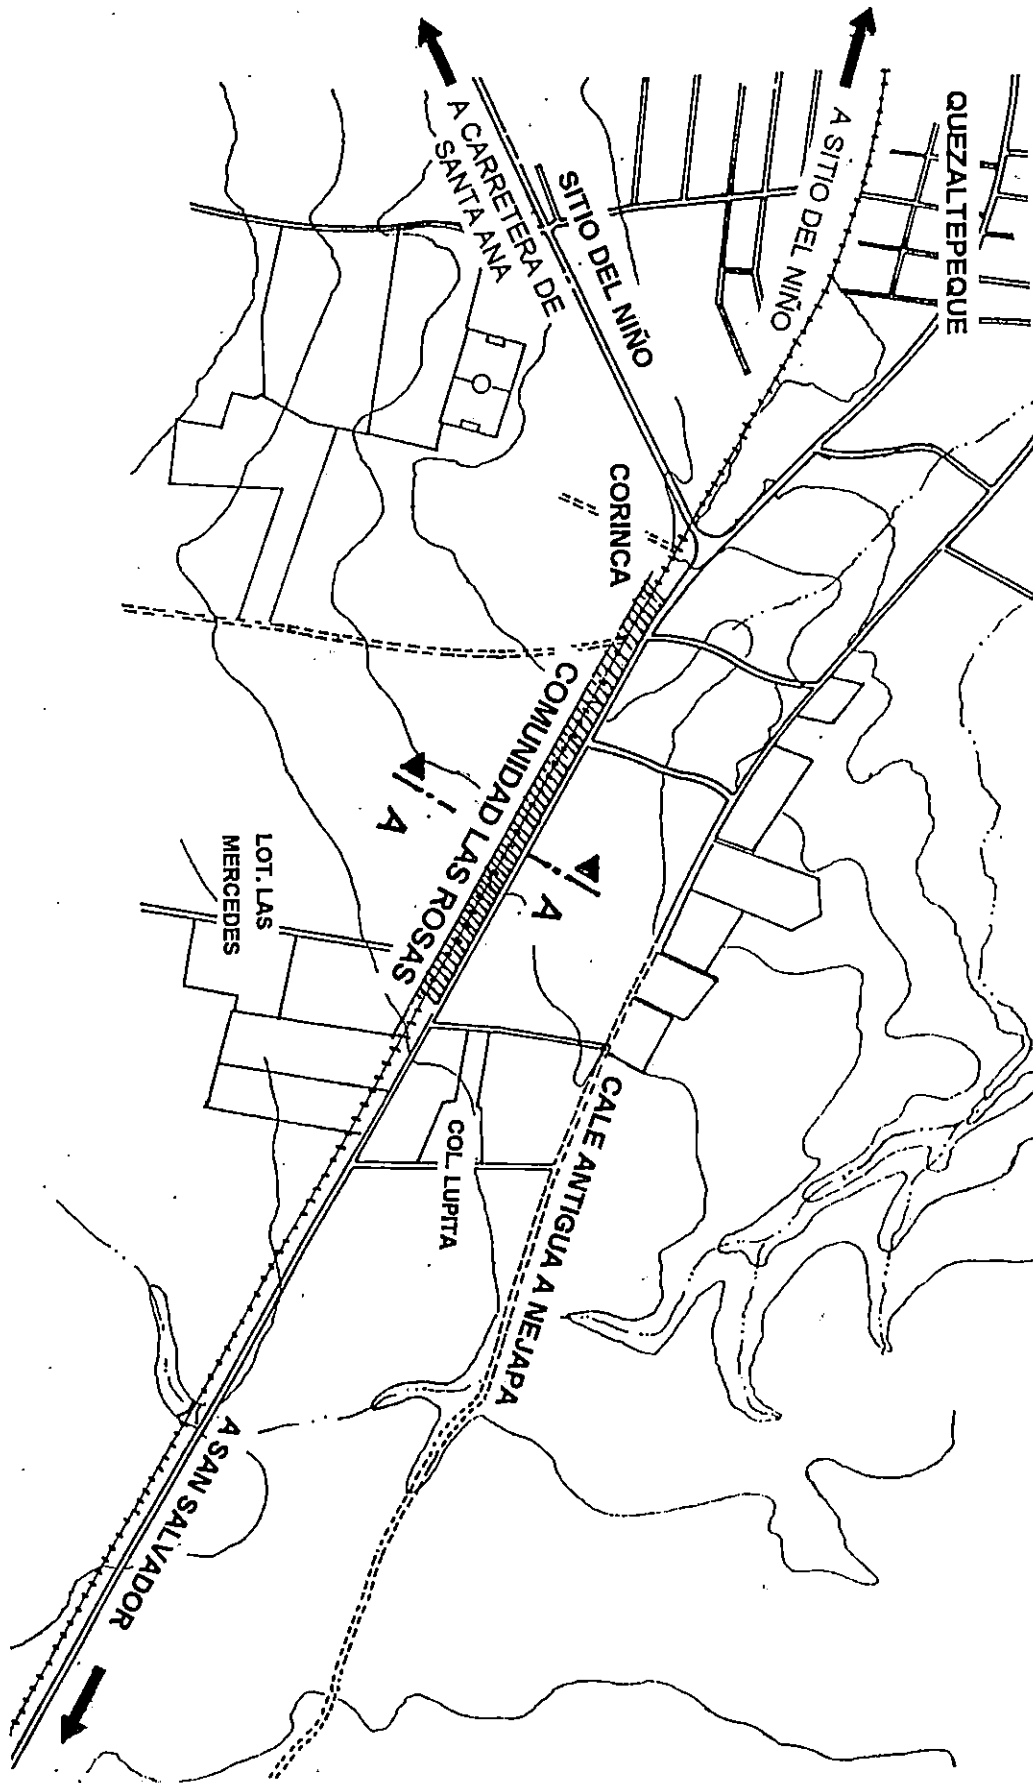 QUEZALTEPEQUE
A SITIO DEL NIÑO
A CARRETERA DE
SANTA ANA
SITIO DEL NIÑO
CORINCA
COMUNIDAD LAS ROSAS
A
A
LOT. LAS
MERCEDES
COL. LUPITA
CALE ANTIGUA A NEJAPA
A SAN SALVADOR